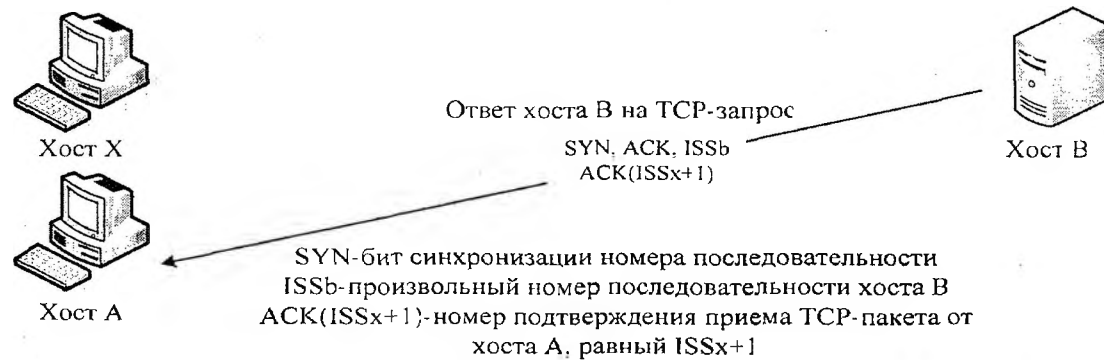 Ответ хоста В на TCP-запрос
SYN, ACK, ISSb
ACK(ISSx+1)
Хост X
Хост В
Хост А
SYN-бит синхронизации номера последовательности
ISSb-произвольный номер последовательности хоста В
ACK(ISSx+1)-номер подтверждения приема TCP-пакета от
хоста А, равный ISSx+1